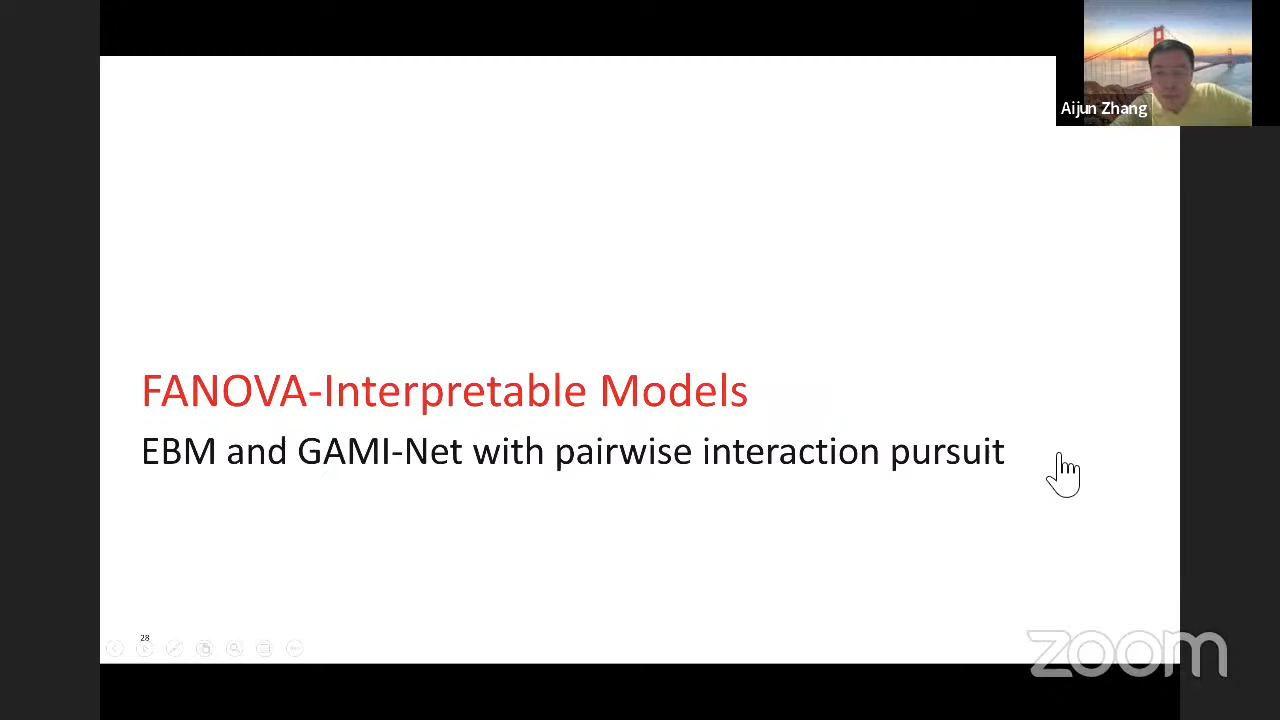 Aijun Zhang
FANOVA-Interpretable Models
EBM and GAMI-Net with pairwise interaction pursuit
28
zoom